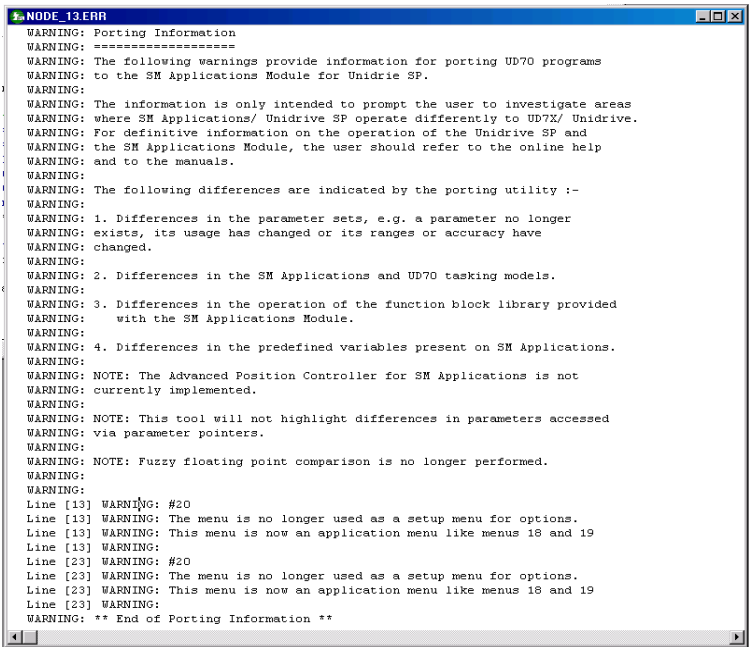 NODE_13.ERR
WARNING: Porting Information
WARNING: ===================
WARNING: The following warnings provide information for porting UD70 programs
WARNING: to the SM Applications Module for Unidrie SP.
WARNING:
WARNING: The information is only intended to prompt the user to investigate areas
WARNING: where SM Applications/ Unidrive SP operate differently to UD7X/ Unidrive.
WARNING: For definitive information on the operation of the Unidrive SP and
WARNING: the SM Applications Module, the user should refer to the online help
WARNING: and to the manuals.
WARNING:
WARNING: The following differences are indicated by the porting utility :-
WARNING:
WARNING: 1. Differences in the parameter sets, e.g. a parameter no longer
WARNING: exists, its usage has changed or its ranges or accuracy have
WARNING: changed.
WARNING:
WARNING: 2. Differences in the SM Applications and UD70 tasking models.
WARNING:
WARNING: 3. Differences in the operation of the function block library provided
WARNING:    with the SM Applications Module.
WARNING:
WARNING: 4. Differences in the predefined variables present on SM Applications.
WARNING:
WARNING: NOTE: The Advanced Position Controller for SM Applications is not
WARNING: currently implemented.
WARNING:
WARNING: NOTE: This tool will not highlight differences in parameters accessed
WARNING: via parameter pointers.
WARNING:
WARNING: NOTE: Fuzzy floating point comparison is no longer performed.
WARNING:
WARNING:
Line [13] WARNING: #20
Line [13] WARNING: The menu is no longer used as a setup menu for options.
Line [13] WARNING: This menu is now an application menu like menus 18 and 19
Line [13] WARNING:
Line [23] WARNING: #20
Line [23] WARNING: The menu is no longer used as a setup menu for options.
Line [23] WARNING: This menu is now an application menu like menus 18 and 19
Line [23] WARNING:
WARNING: ** End of Porting Information **